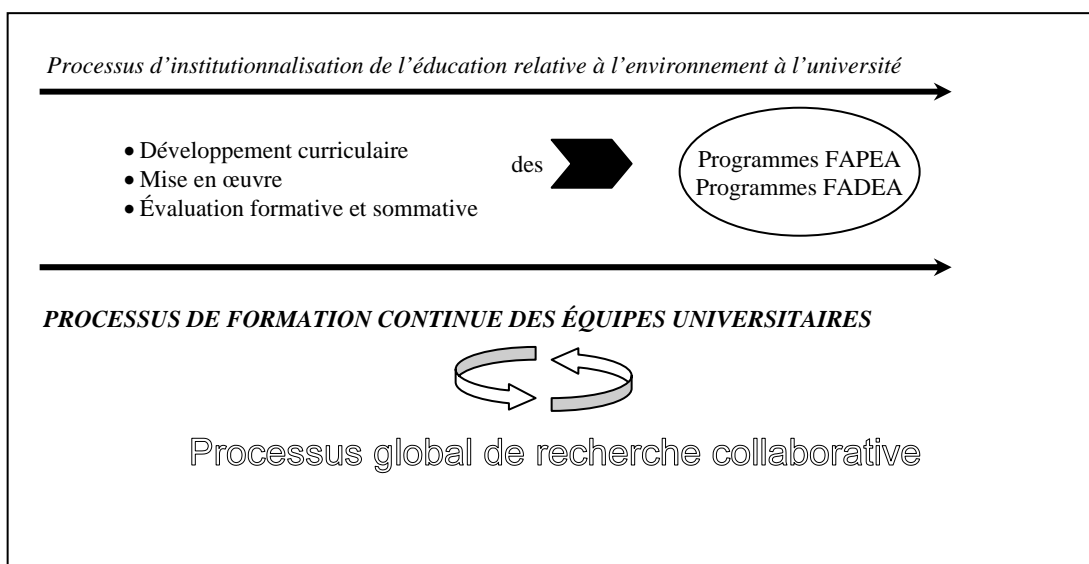 Processus d’institutionnalisation de l’éducation relative à l’environnement à l’université
• Développement curriculaire
• Mise en œuvre
• Évaluation formative et sommative
des
Programmes FAPEA
Programmes FADEA
PROCESSUS DE FORMATION CONTINUE DES ÉQUIPES UNIVERSITAIRES
Processus global de recherche collaborative